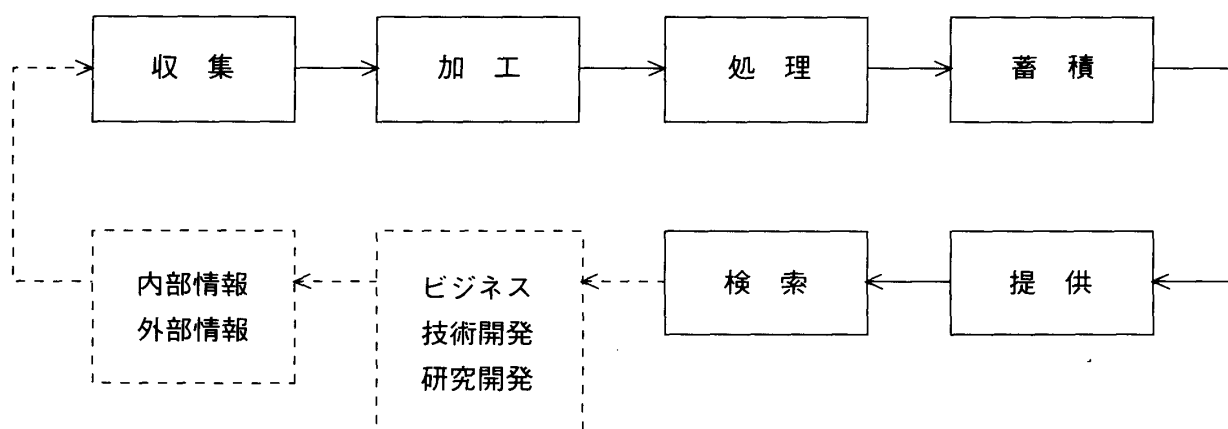 収集
加工
処理
蓄積
内部情報
外部情報
ビジネス
技術開発
研究開発
検索
提供